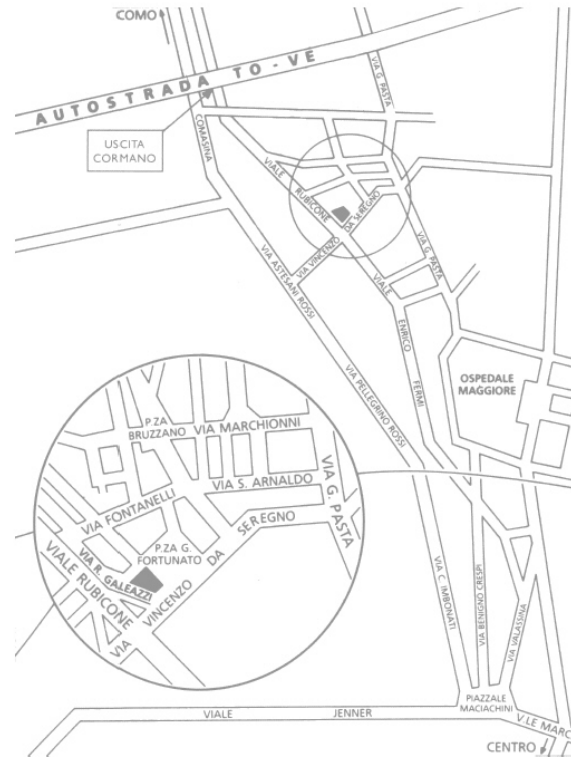 COMO
AUTOSTRADA TO-VE
VIA G. PASTA
USCITA
CORMANO
COMASINA
VIALE
RUBICONE
VIA VINCENZO
DA SEREGNO
VIA G. PASTA
VIA ASTESANI ROSSI
VIALE
ENRICO
FERMI
VIA PELLEGRINO ROSSI
OSPEDALE
MAGGIORE
P.ZA
BRUZZANO
VIA MARCHIONNI
VIA S. ARNALDO
VIA G. PASTA
VIA FONTANELLI
SEREGNO
P.ZA G.
FORTUNATO
DA
VIA R. GALEAZZI
VIALE RUBICONE
VINCENZO
VIA
VIA C. IMBONATI
VIA BENIGNO CRESPI
VIA VALASSINA
PIAZZALE
MACIACHINI
VIALE JENNER
V.LE MARC
CENTRO